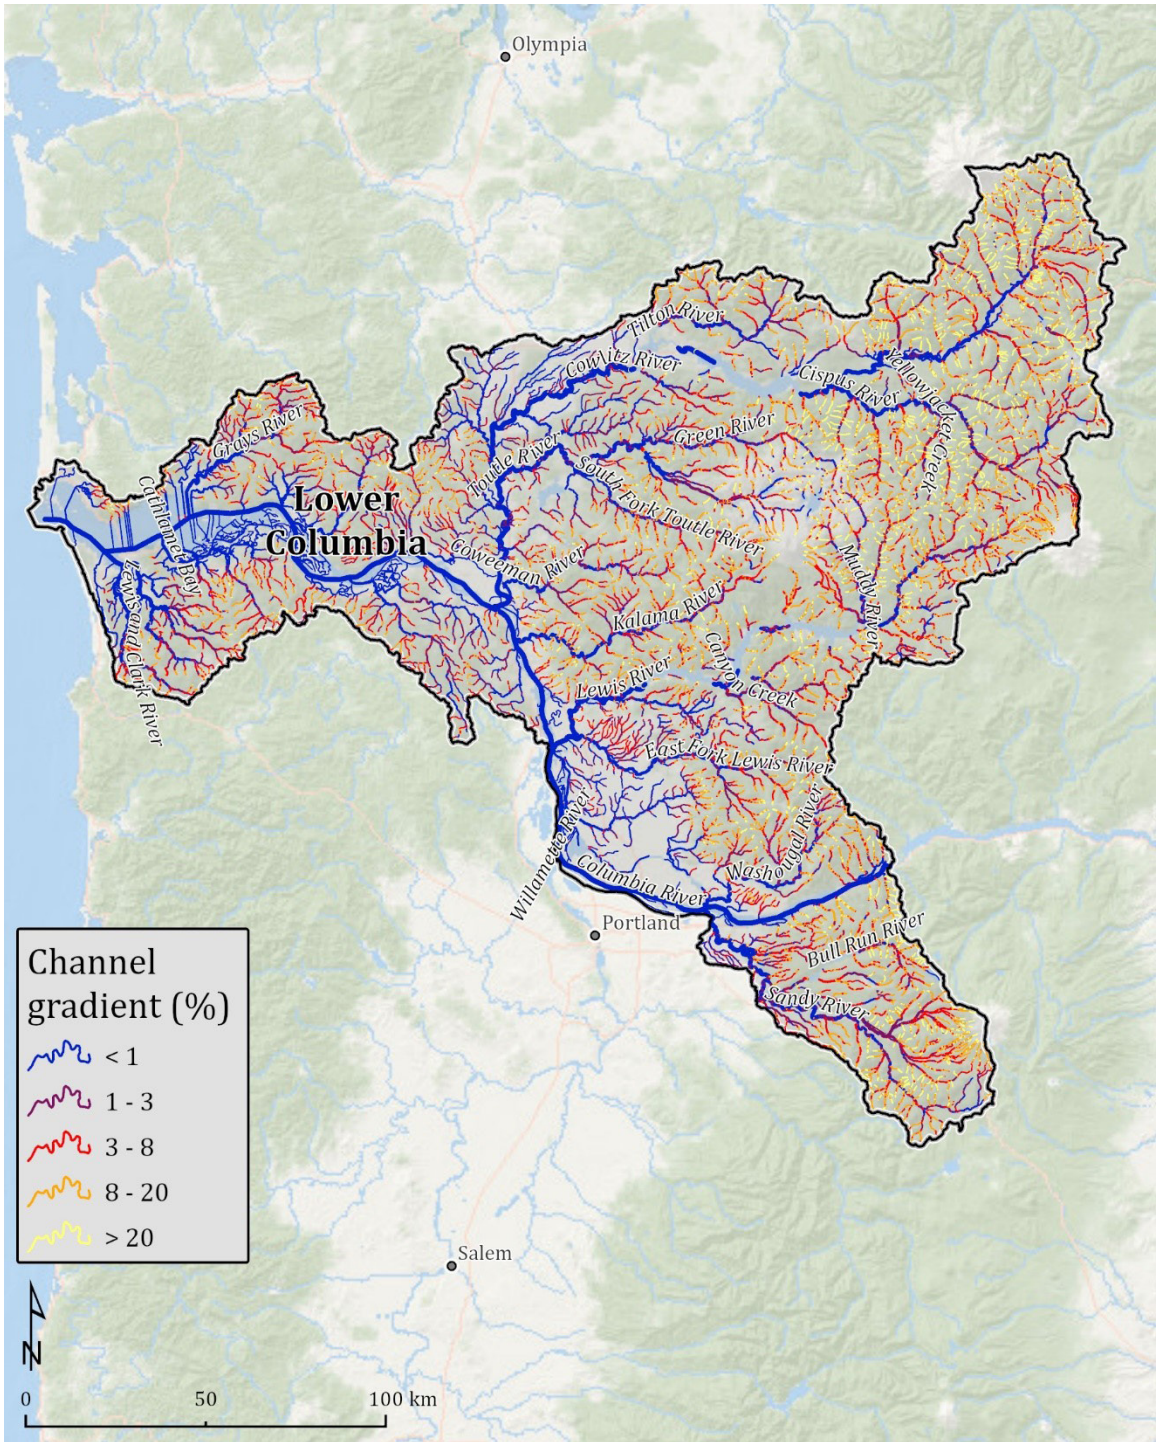 Olympia
Tilton River
Cowlitz River
Cispus River
Yellowjacket Creek
Grays River
Green River
Toutle River
South Fork Toutle River
Cathlamet Bay
Lower
Columbia
Coweeman River
Muddy River
Lewis and Clark River
Kalama River
Canyon Creek
Lewis River
East Fork Lewis River
Willamette River
Washougal River
Columbia River
Portland
Bull Run River
Sandy River
Channel
gradient (%)
< 1
1 - 3
3 - 8
8 - 20
> 20
Salem
N
0 50 100 km